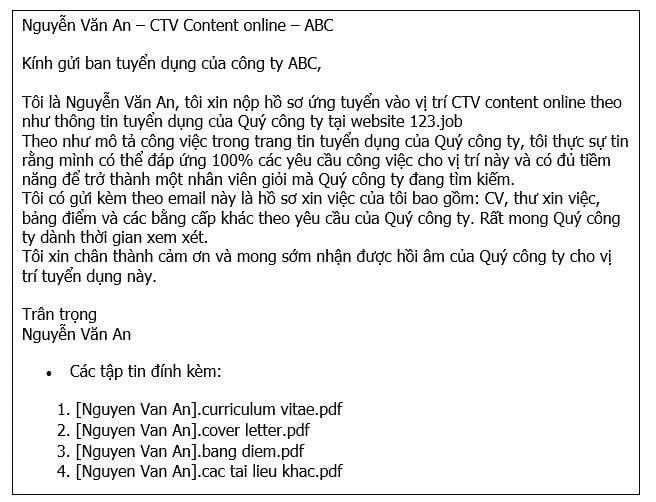 Nguyễn Văn An – CTV Content online – ABC
Kính gửi ban tuyển dụng của công ty ABC,
Tôi là Nguyễn Văn An, tôi xin nộp hồ sơ ứng tuyển vào vị trí CTV content online theo
như thông tin tuyển dụng của Quý công ty tại website 123.job
Theo như mô tả công việc trong trang tin tuyển dụng của Quý công ty, tôi thực sự tin
rằng mình có thể đáp ứng 100% các yêu cầu công việc cho vị trí này và có đủ tiềm
năng để trở thành một nhân viên giỏi mà Quý công ty đang tìm kiếm.
Tôi có gửi kèm theo email này là hồ sơ xin việc của tôi bao gồm: CV, thư xin việc,
bảng điểm và các bằng cấp khác theo yêu cầu của Quý công ty. Rất mong Quý công
ty dành thời gian xem xét.
Tôi xin chân thành cảm ơn và mong sớm nhận được hồi âm của Quý công ty cho vị
trí tuyển dụng này.
Trân trọng
Nguyễn Văn An
• Các tập tin đính kèm:
1. [Nguyen Van An].curriculum vitae.pdf
2. [Nguyen Van An].cover letter.pdf
3. [Nguyen Van An].bang diem.pdf
4. [Nguyen Van An].cac tai lieu khac.pdf